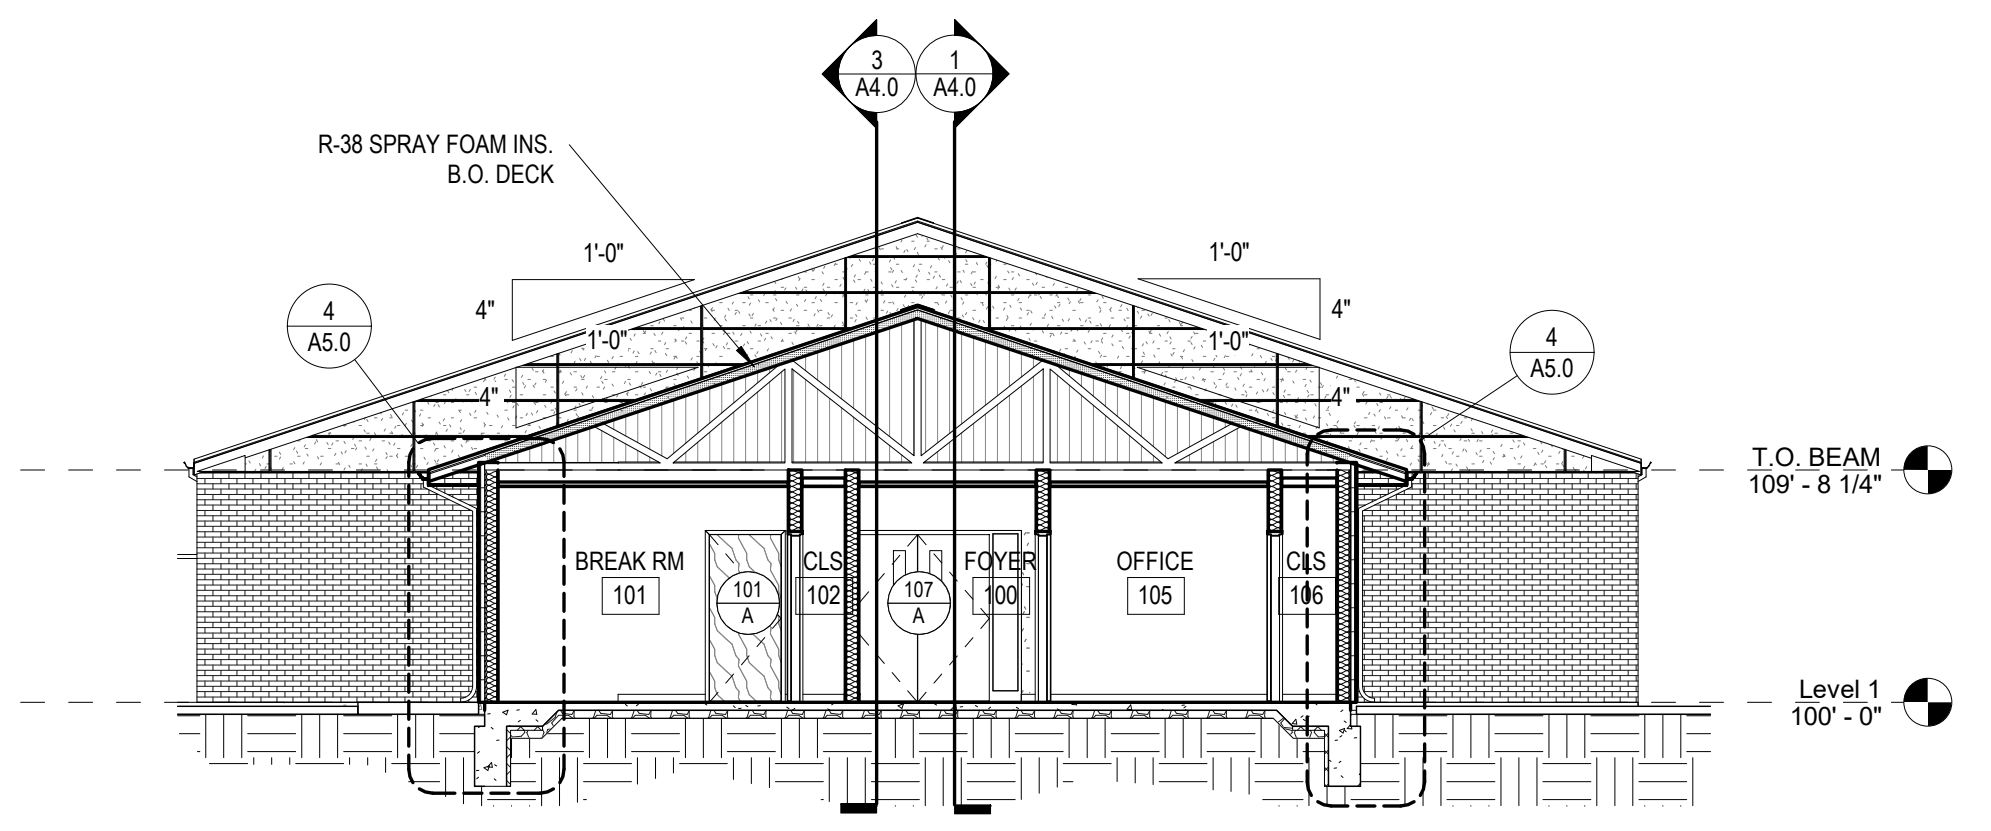 3
A4.0
1
A4.0
R-38 SPRAY FOAM INS.
B.O. DECK
1'-0"
4"
1'-0"
4"
1'-0"
4"
1'-0"
4"
4
A5.0
4
A5.0
T.O. BEAM
109' - 8 1/4"
BREAK RM
101
101
A
CLS
102
107
A
FOYER
100
OFFICE
105
CLS
106
Level 1
100' - 0"